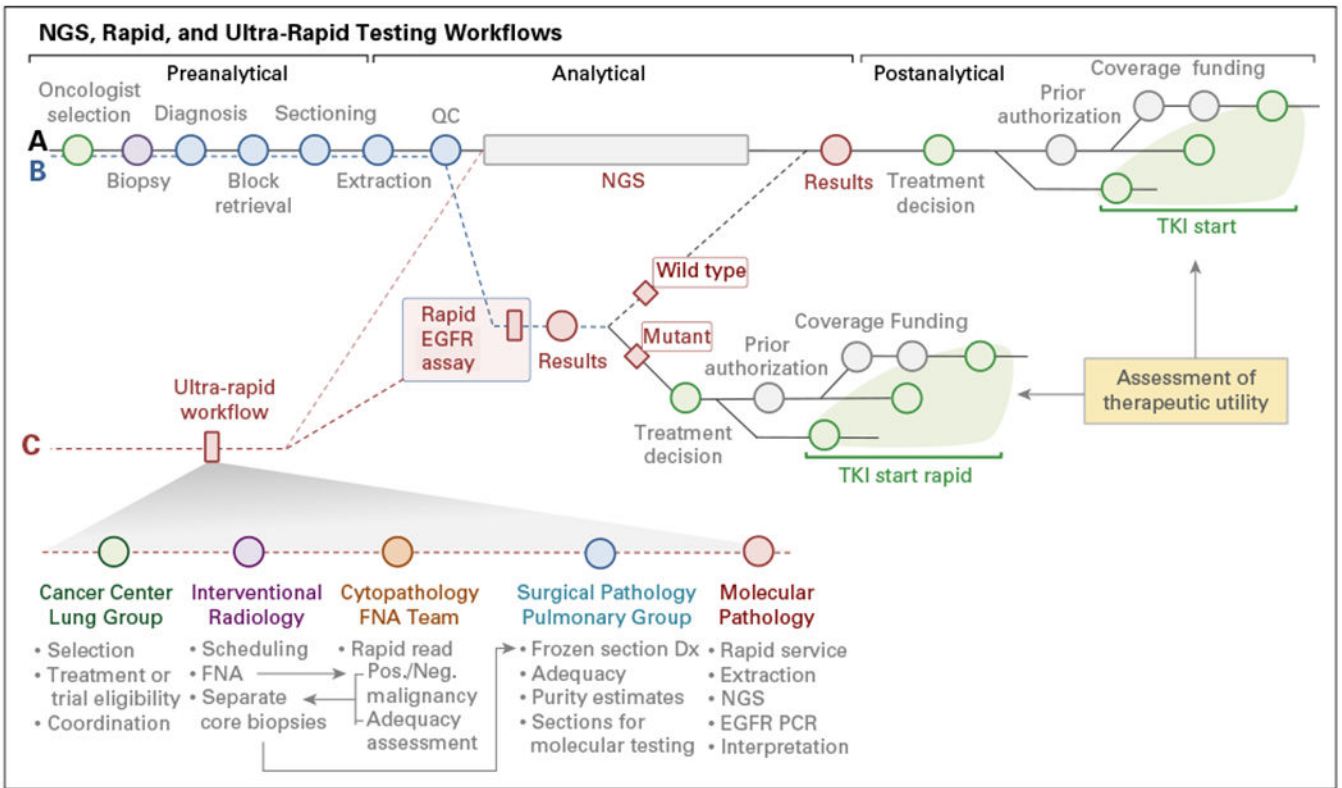 NGS, Rapid, and Ultra-Rapid Testing Workflows
Preanalytical
Analytical
Postanalytical
Oncologist
selection
Diagnosis
Sectioning
QC
Coverage funding
Prior
authorization
A
B
Biopsy
Block
retrieval
Extraction
NGS
Results
Treatment
decision
TKI start
Wild type
Rapid
EGFR
assay
Results
Mutant
Prior
authorization
Coverage Funding
Treatment
decision
TKI start rapid
Assessment of
therapeutic utility
Ultra-rapid
workflow
C
Cancer Center
Lung Group
• Selection
• Treatment or
trial eligibility
• Coordination
Interventional
Radiology
• Scheduling
• FNA
• Separate
core biopsies
Cytopathology
FNA Team
• Rapid read
Pos./Neg.
malignancy
Adequacy
assessment
Surgical Pathology
Pulmonary Group
• Frozen section Dx
• Adequacy
• Purity estimates
• Sections for
molecular testing
Molecular
Pathology
• Rapid service
• Extraction
• NGS
• EGFR PCR
• Interpretation